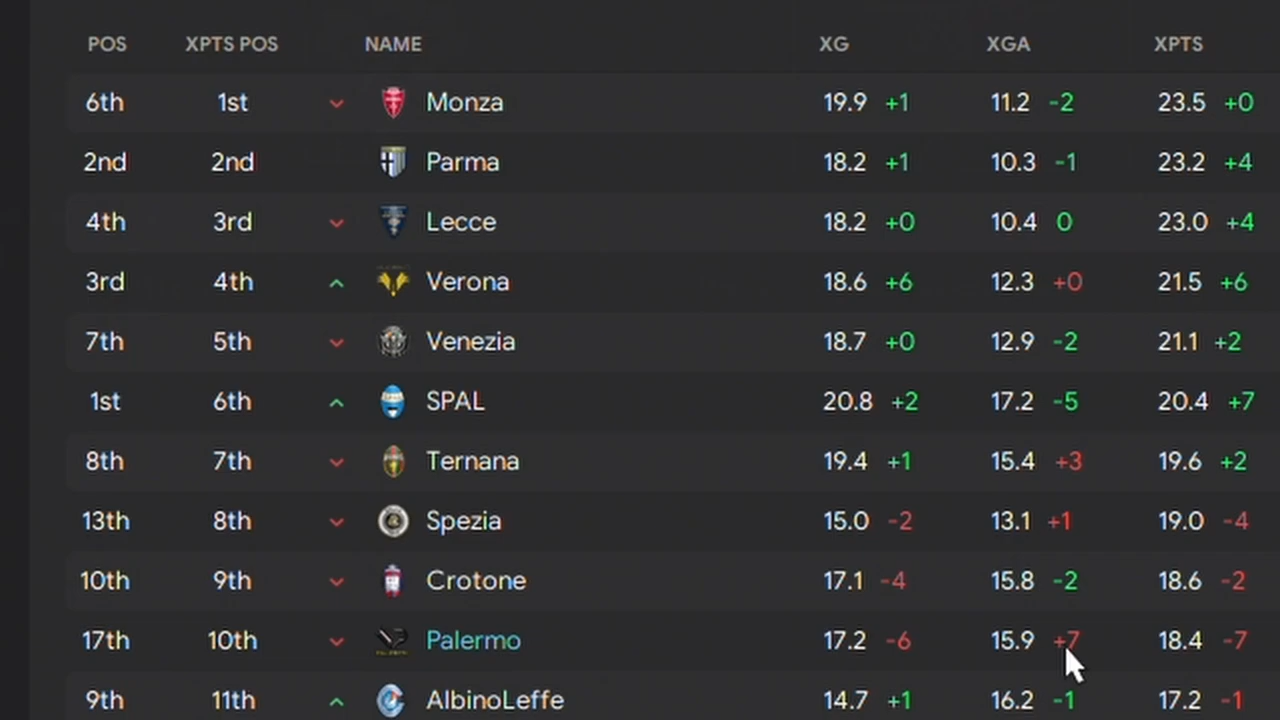 POS XPTS POS NAME XG XGA XPTS
6th 1st Monza 19.9 +1 11.2 -2 23.5 +0
2nd 2nd Parma 18.2 +1 10.3 -1 23.2 +4
4th 3rd Lecce 18.2 +0 10.4 0 23.0 +4
3rd 4th Verona 18.6 +6 12.3 +0 21.5 +6
7th 5th Venezia 18.7 +0 12.9 -2 21.1 +2
1st 6th SPAL 20.8 +2 17.2 -5 20.4 +7
8th 7th Ternana 19.4 +1 15.4 +3 19.6 +2
13th 8th Spezia 15.0 -2 13.1 +1 19.0 -4
10th 9th Crotone 17.1 -4 15.8 -2 18.6 -2
17th 10th Palermo 17.2 -6 15.9 +7 18.4 -7
9th 11th AlbinoLeffe 14.7 +1 16.2 -1 17.2 -1